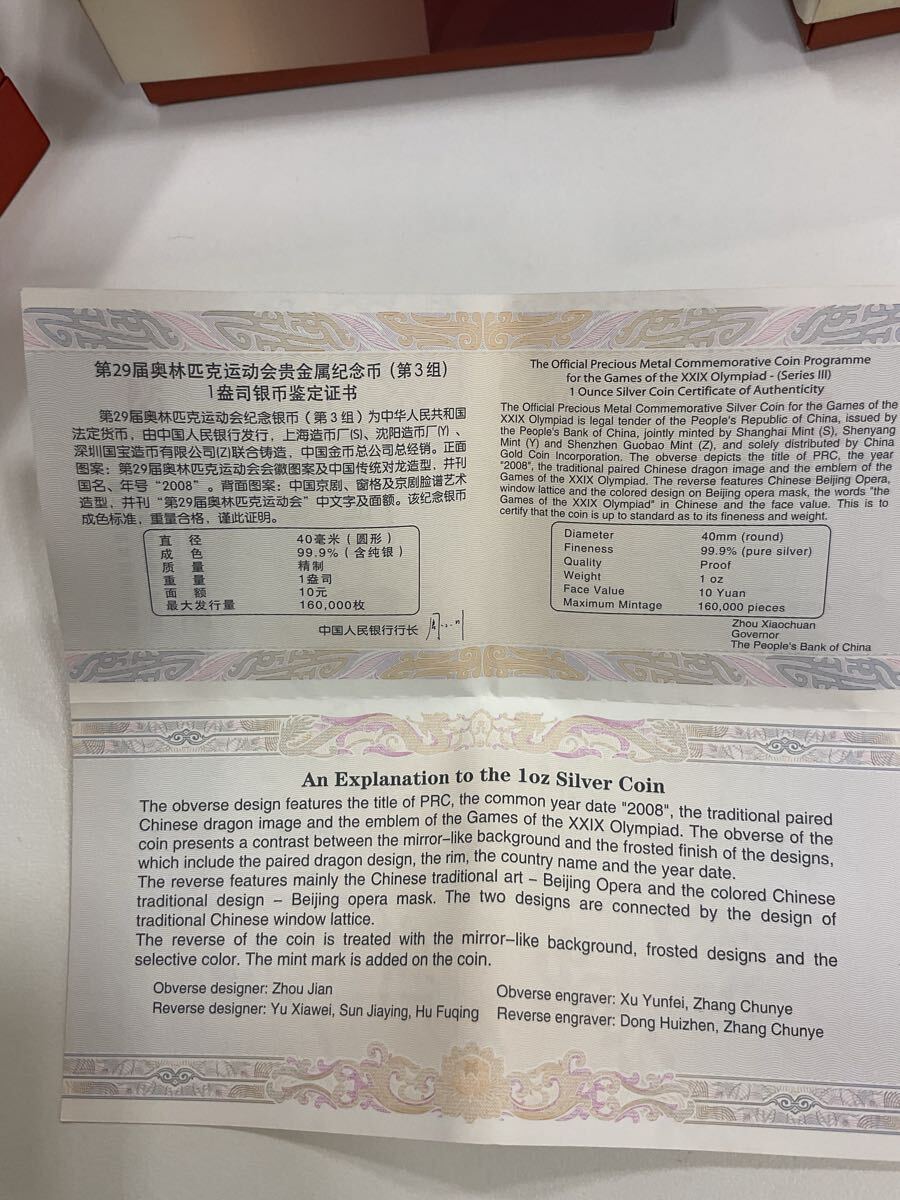 第29届奥林匹克运动会贵金属纪念币（第3组）
1盎司银币鉴定证书
第29届奥林匹克运动会纪念银币（第3组）为中华人民共和国
法定货币，由中国人民银行发行，上海造币厂(S)、沈阳造币厂(Y)、
深圳国宝造币有限公司(Z)联合铸造，中国金币总公司总经销。正面
图案：第29届奥林匹克运动会会徽图案及中国传统对龙造型，并刊
国名、年号“2008”。背面图案：中国京剧、窗格及京剧脸谱艺术
造型，并刊“第29届奥林匹克运动会”中文字及面额。该纪念银币
成色标准，重量合格，谨此证明。
直 径 40毫米（圆形）
成 色 99.9%（含纯银）
质 量 精制
重 量 1盎司
面 额 10元
最大发行量 160,000枚
中国人民银行行长
The Official Precious Metal Commemorative Coin Programme
for the Games of the XXIX Olympiad - (Series III)
1 Ounce Silver Coin Certificate of Authenticity
The Official Precious Metal Commemorative Silver Coin for the Games of the
XXIX Olympiad is legal tender of the People's Republic of China, issued by
the People's Bank of China, jointly minted by Shanghai Mint (S), Shenyang
Mint (Y) and Shenzhen Guobao Mint (Z), and solely distributed by China
Gold Coin Incorporation. The obverse depicts the title of PRC, the year
"2008", the traditional paired Chinese dragon image and the emblem of the
Games of the XXIX Olympiad. The reverse features Chinese Beijing Opera,
window lattice and the colored design on Beijing opera mask, the words "the
Games of the XXIX Olympiad" in Chinese and the face value. This is to
certify that the coin is up to standard as to its fineness and weight.
Diameter 40mm (round)
Fineness 99.9% (pure silver)
Quality Proof
Weight 1 oz
Face Value 10 Yuan
Maximum Mintage 160,000 pieces
Zhou Xiaochuan
Governor
The People's Bank of China
An Explanation to the 1oz Silver Coin
The obverse design features the title of PRC, the common year date "2008", the traditional paired
Chinese dragon image and the emblem of the Games of the XXIX Olympiad. The obverse of the
coin presents a contrast between the mirror–like background and the frosted finish of the designs,
which include the paired dragon design, the rim, the country name and the year date.
The reverse features mainly the Chinese traditional art – Beijing Opera and the colored Chinese
traditional design – Beijing opera mask. The two designs are connected by the design of
traditional Chinese window lattice.
The reverse of the coin is treated with the mirror–like background, frosted designs and the
selective color. The mint mark is added on the coin.
Obverse designer: Zhou Jian
Reverse designer: Yu Xiawei, Sun Jiaying, Hu Fuqing
Obverse engraver: Xu Yunfei, Zhang Chunye
Reverse engraver: Dong Huizhen, Zhang Chunye